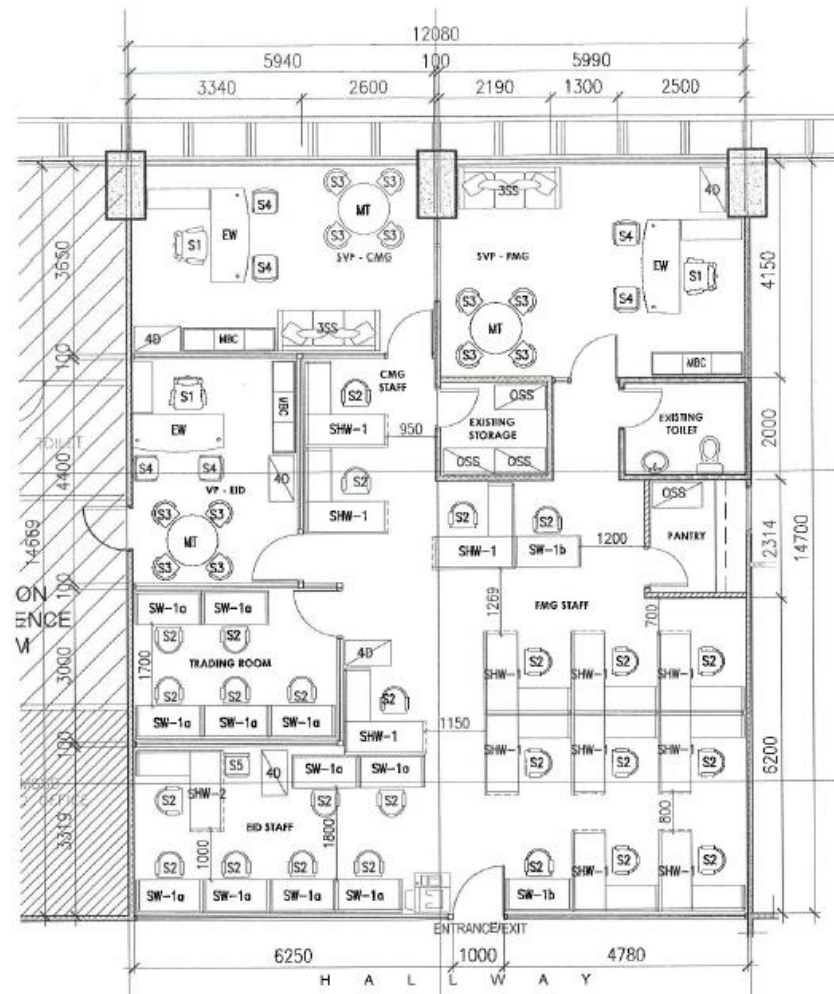 12080
5940 100 5990
3340 2600 2190 1300 2500
S3 S3 3SS 4D
S4 MT S4
S1 EW S3 S3 EW S1
SVP - CMG SVP - FMG
S4 S3 S3 S4
3650 4150
MT
3SS S3 S3
4D MBC MBC
100
CMG
STAFF
S1 MBC S2 OSS
EW SHW-1 950 EXISTING
STORAGE
EXISTING
TOILET
2000
TOILET
S4 S4 4D S2 OSS OSS
4400 VP - EID OSS
S3 S3 SHW-1 S2 S2 PANTRY
MT SHW-1 SW-1b 1200 2314
S3 S3
14669 14700
100 1269 FMG STAFF 700
ON
ENCE
M
SW-1a SW-1a
S2 S2 4D SHW-1 S2 SHW-1 S2 SHW-1 S2
TRADING ROOM
3000 1700 S2 S2 S2 S2
SW-1a SW-1a SW-1a SHW-1 1150
100 6200
S5 4D SW-1a SW-1a SHW-1 S2 SHW-1 S2 SHW-1 S2
S2 SHW-2 S2 S2
OFFICE
EID STAFF
3319 1000 1800 800
S2 S2 S2 S2 S2 SHW-1 S2 SHW-1 S2
SW-1a SW-1a SW-1a SW-1a SW-1b
ENTRANCE/EXIT
6250 1000 4780
H A L L W A Y